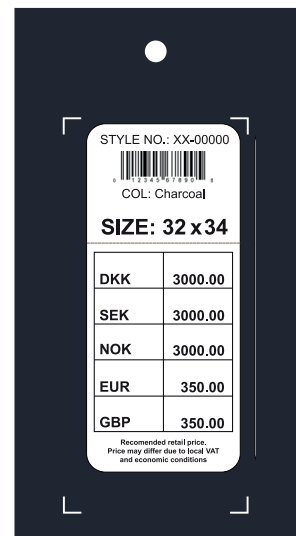 STYLE NO.: XX-00000
0 12345 67890 8
COL: Charcoal
SIZE: 32 x 34
DKK 3000.00
SEK 3000.00
NOK 3000.00
EUR 350.00
GBP 350.00
Recomended retail price.
Price may differ due to local VAT
and economic conditions